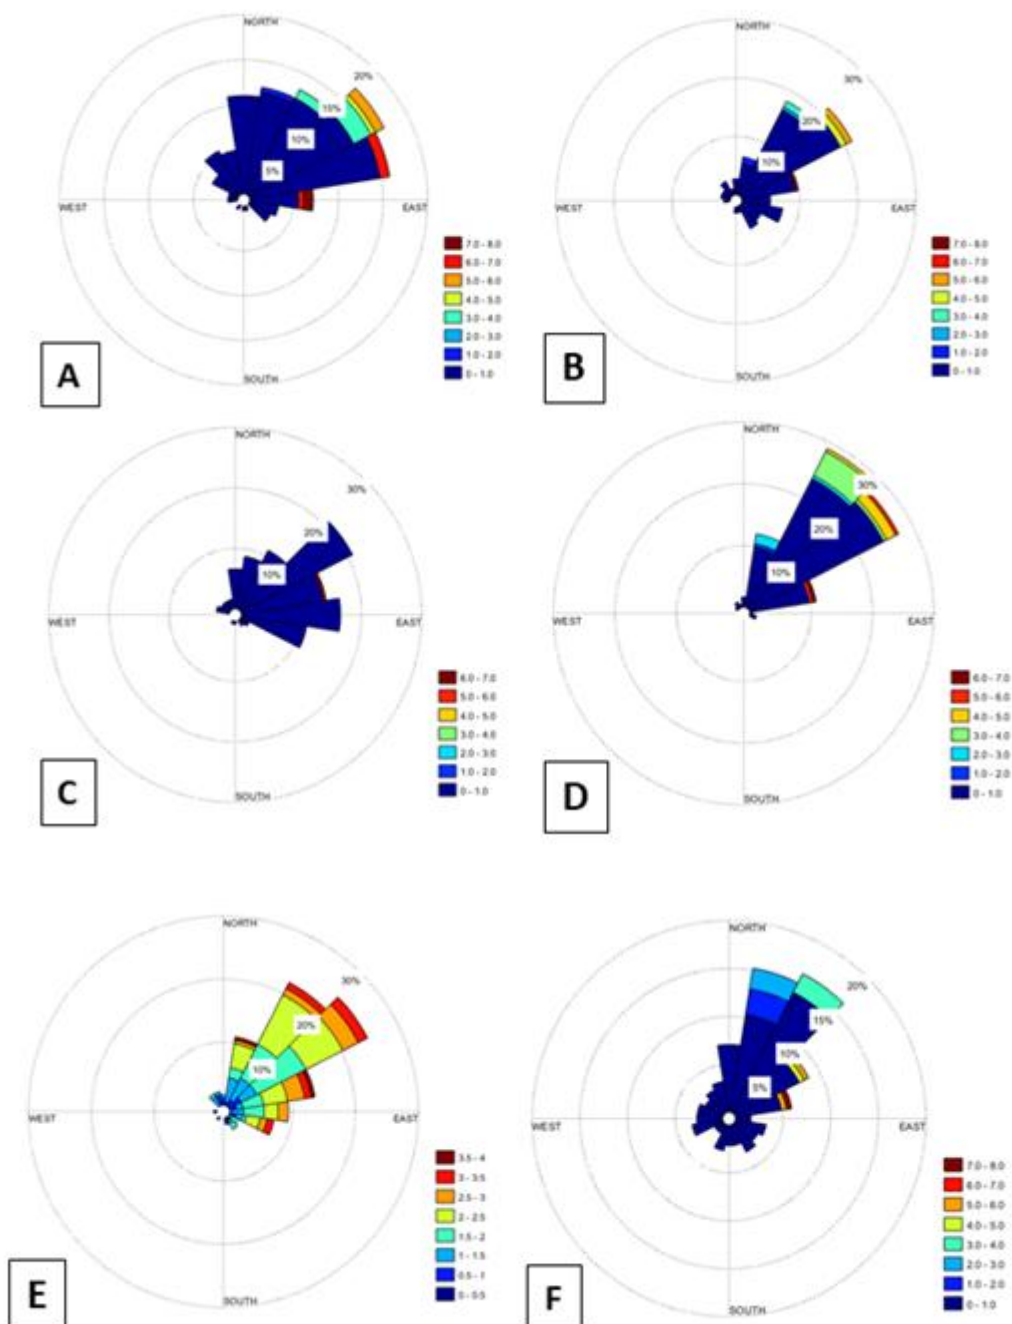 NORTH
20%
15%
10%
5%
WEST
EAST
SOUTH
7.0 - 8.0
6.0 - 7.0
5.0 - 6.0
4.0 - 5.0
3.0 - 4.0
2.0 - 3.0
1.0 - 2.0
0 - 1.0
A
NORTH
30%
20%
10%
WEST
EAST
SOUTH
7.0 - 8.0
6.0 - 7.0
5.0 - 6.0
4.0 - 5.0
3.0 - 4.0
2.0 - 3.0
1.0 - 2.0
0 - 1.0
B
NORTH
30%
20%
10%
WEST
EAST
SOUTH
6.0 - 7.0
5.0 - 6.0
4.0 - 5.0
3.0 - 4.0
2.0 - 3.0
1.0 - 2.0
0 - 1.0
C
NORTH
30%
20%
10%
WEST
EAST
SOUTH
6.0 - 7.0
5.0 - 6.0
4.0 - 5.0
3.0 - 4.0
2.0 - 3.0
1.0 - 2.0
0 - 1.0
D
NORTH
30%
20%
10%
WEST
EAST
SOUTH
3.5 - 4
3 - 3.5
2.5 - 3
2 - 2.5
1.5 - 2
1 - 1.5
0.5 - 1
0 - 0.5
E
NORTH
20%
15%
10%
5%
WEST
EAST
SOUTH
7.0 - 8.0
6.0 - 7.0
5.0 - 6.0
4.0 - 5.0
3.0 - 4.0
2.0 - 3.0
1.0 - 2.0
0 - 1.0
F